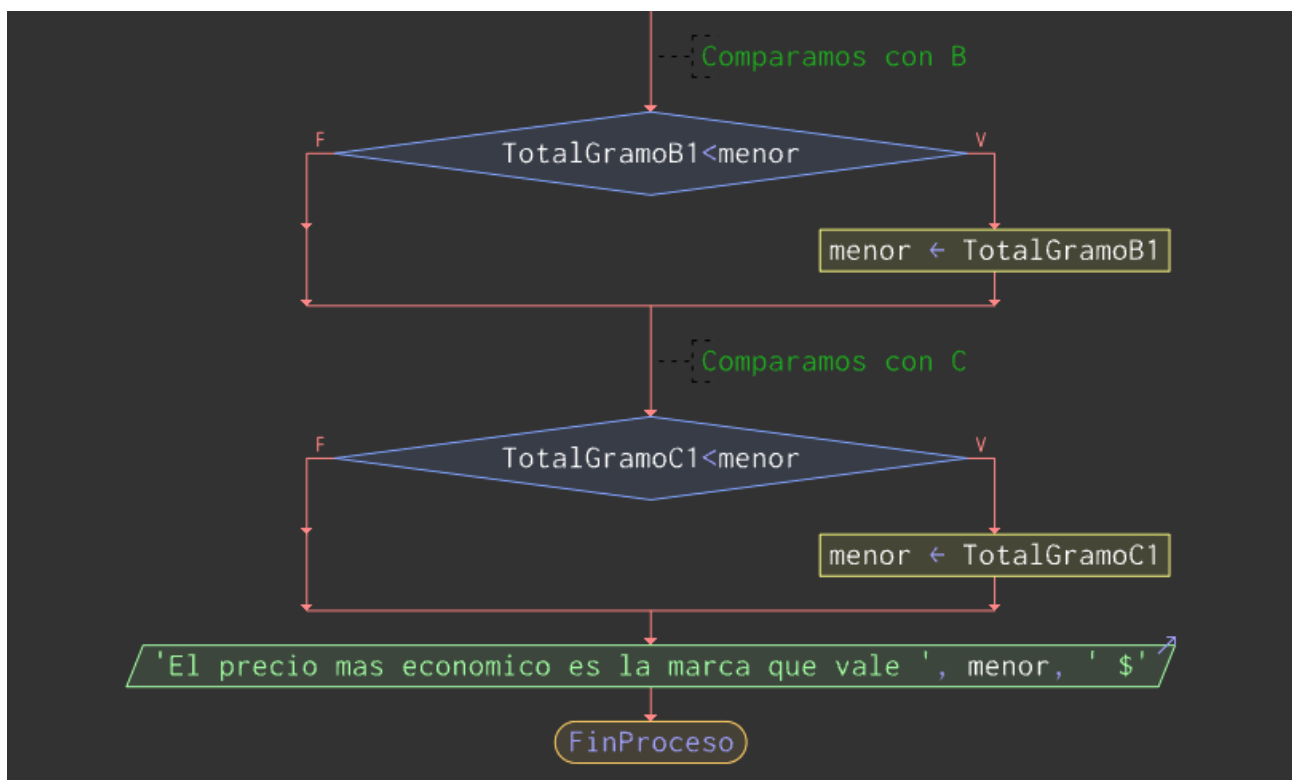 Comparamos con B
F
V
TotalGramoB1<menor
menor ← TotalGramoB1
Comparamos con C
F
V
TotalGramoC1<menor
menor ← TotalGramoC1
'El precio mas economico es la marca que vale ', menor, ' $'
FinProceso